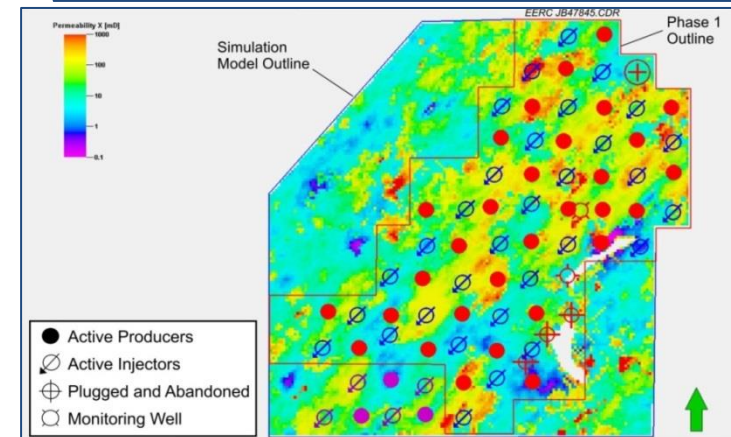 EERC JB47845.CDR
Permeability X [mD]
1000
100
10
1
0.1
Simulation
Model Outline
Phase 1
Outline
Active Producers
Active Injectors
Plugged and Abandoned
Monitoring Well